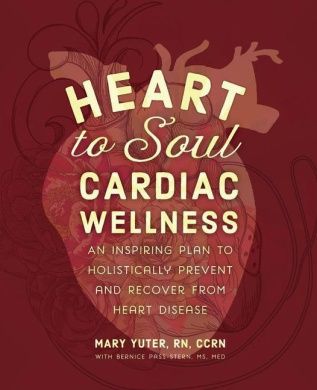 HEART
to Soul
CARDIAC
WELLNESS
AN INSPIRING PLAN TO
HOLISTICALLY PREVENT
AND RECOVER FROM
HEART DISEASE
MARY YUTER, RN, CCRN
WITH BERNICE PASS-STERN, MS, MED